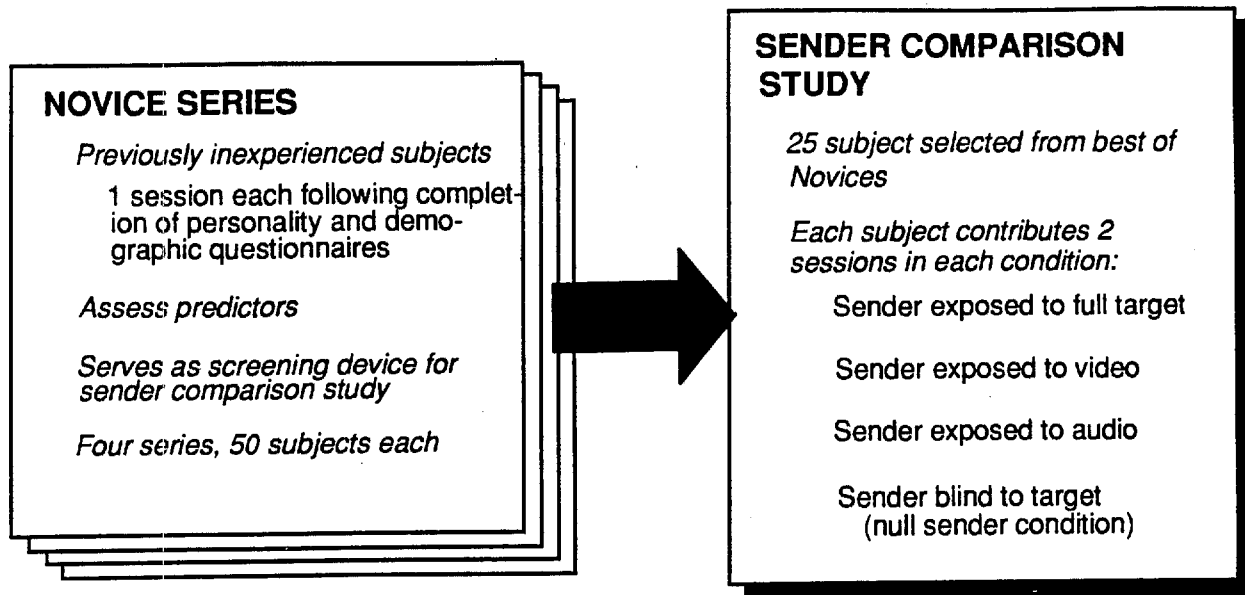 NOVICE SERIES
Previously inexperienced subjects
1 session each following complet-
ion of personality and demo-
graphic questionnaires
Assess predictors
Serves as screening device for
sender comparison study
Four series, 50 subjects each
SENDER COMPARISON
STUDY
25 subject selected from best of
Novices
Each subject contributes 2
sessions in each condition:
Sender exposed to full target
Sender exposed to video
Sender exposed to audio
Sender blind to target
(null sender condition)